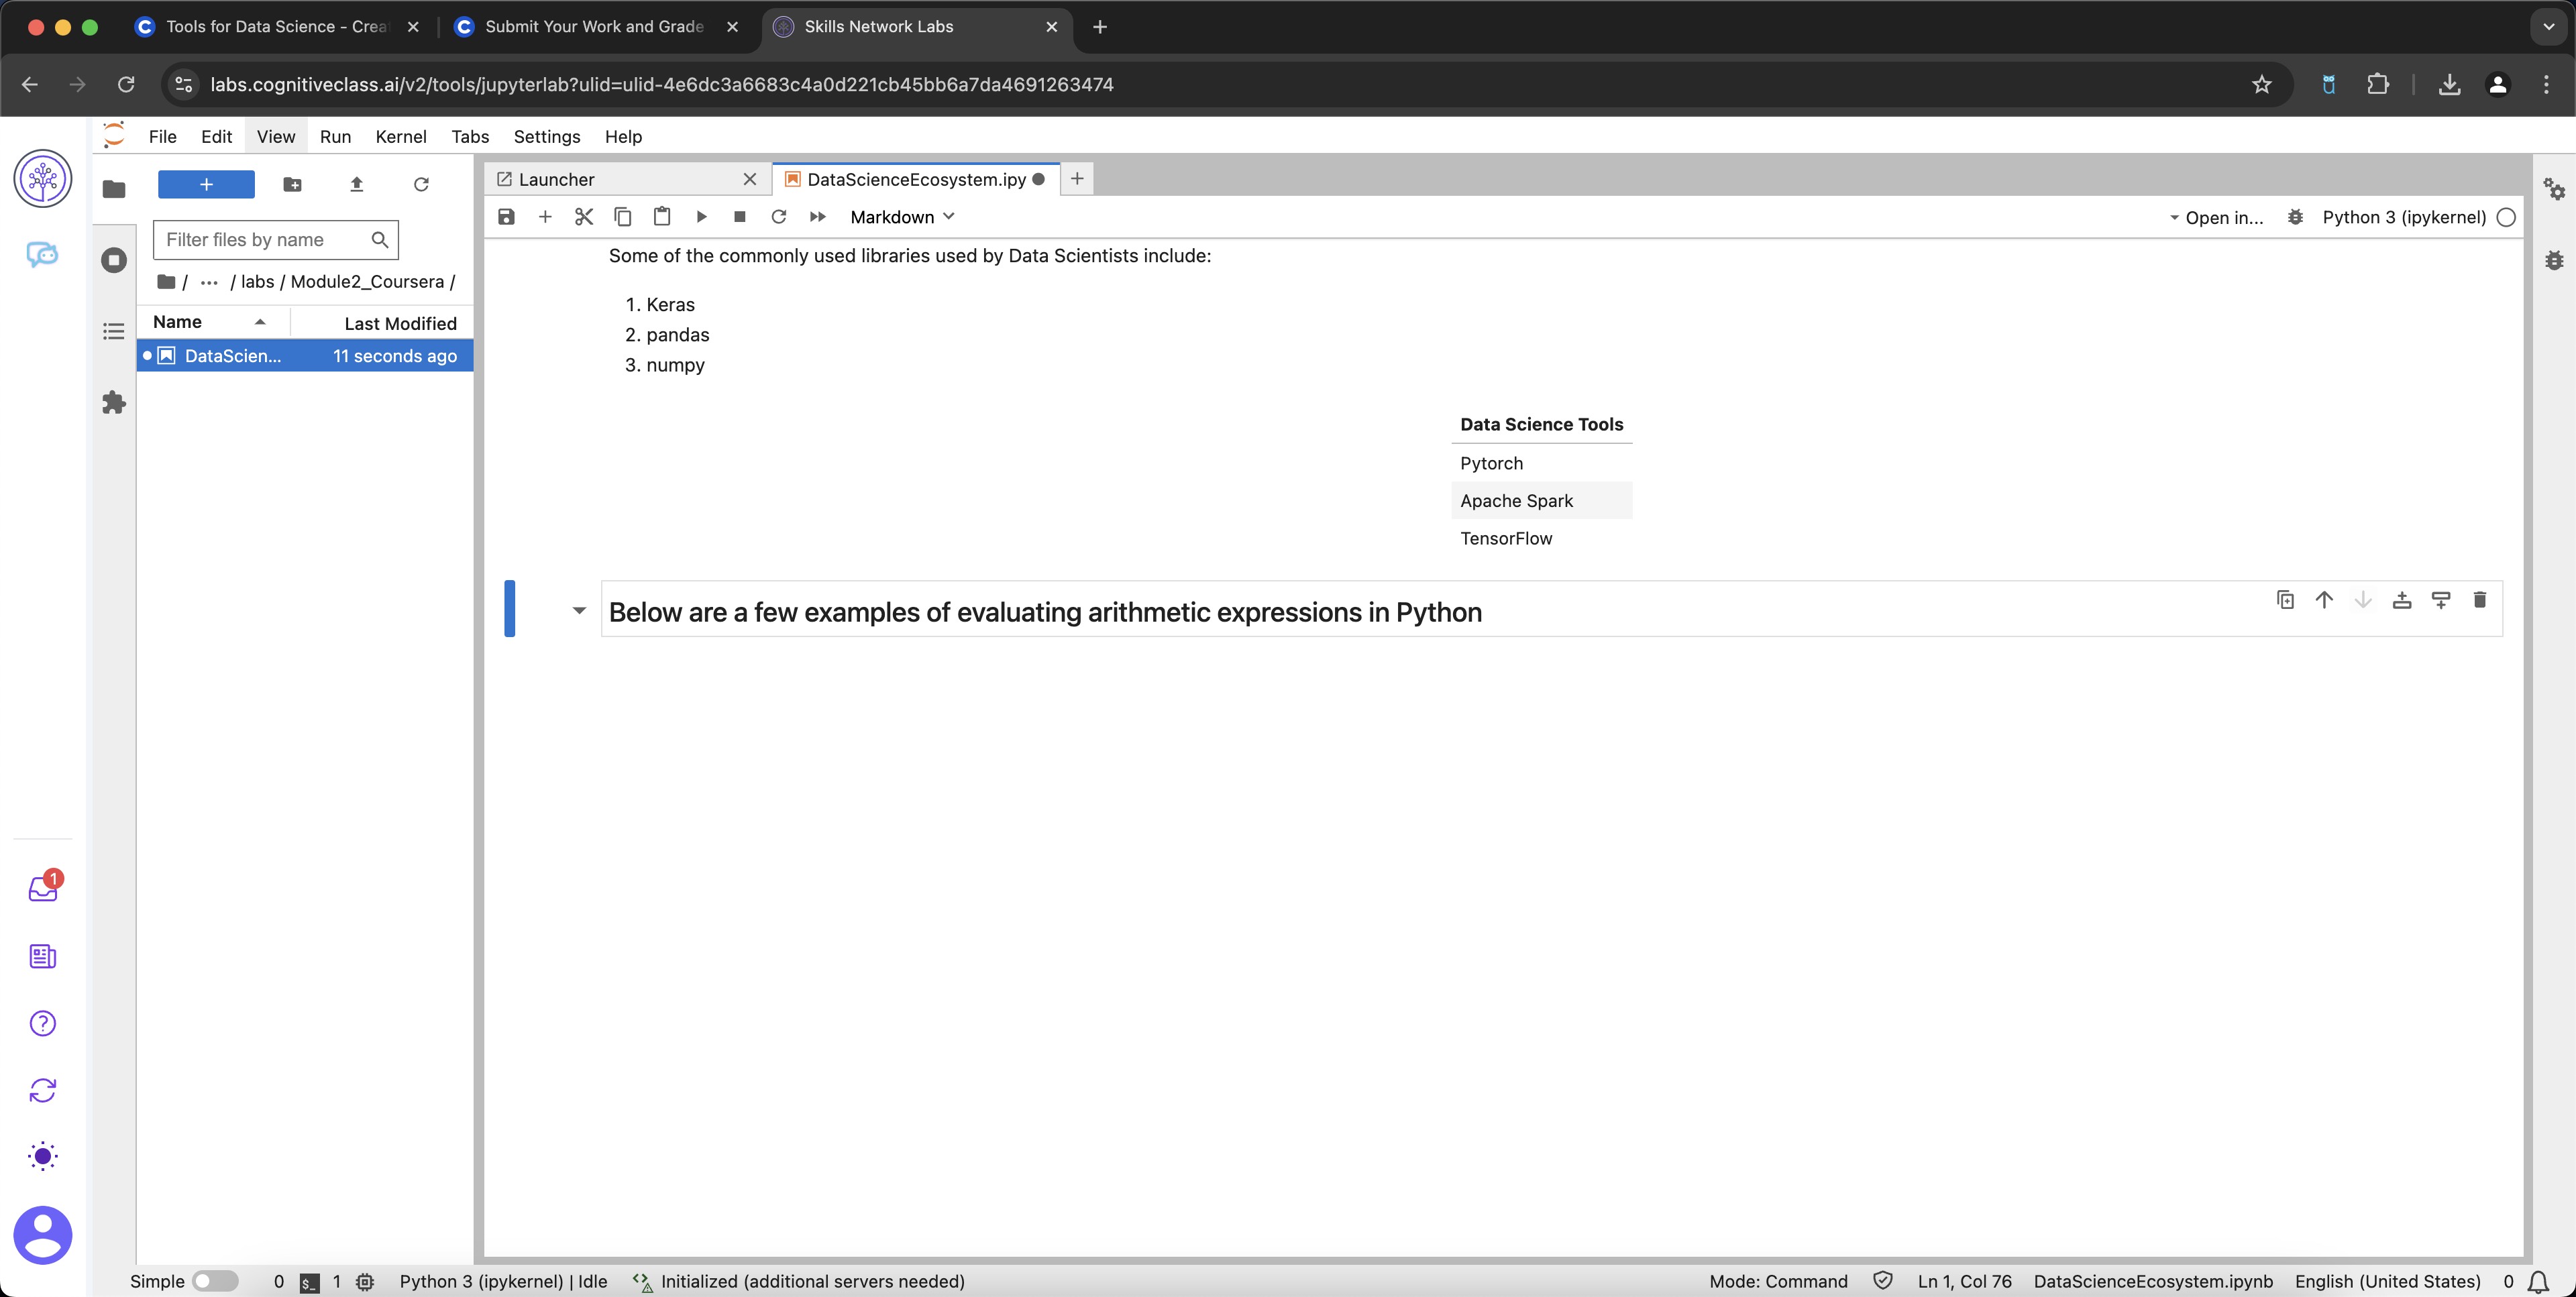 Tools for Data Science - Crea
Submit Your Work and Grade
Skills Network Labs
labs.cognitiveclass.ai/v2/tools/jupyterlab?ulid=ulid-4e6dc3a6683c4a0d221cb45bb6a7da4691263474
File Edit View Run Kernel Tabs Settings Help
Launcher
DataScienceEcosystem.ipy
Markdown
Open in...
Python 3 (ipykernel)
Filter files by name
/ ... / labs / Module2_Coursera /
Name Last Modified
DataScien... 11 seconds ago
Some of the commonly used libraries used by Data Scientists include:
1. Keras
2. pandas
3. numpy
Data Science Tools
Pytorch
Apache Spark
TensorFlow
Below are a few examples of evaluating arithmetic expressions in Python
1
Simple 0 $_ 1 Python 3 (ipykernel) | Idle Initialized (additional servers needed) Mode: Command Ln 1, Col 76 DataScienceEcosystem.ipynb English (United States) 0